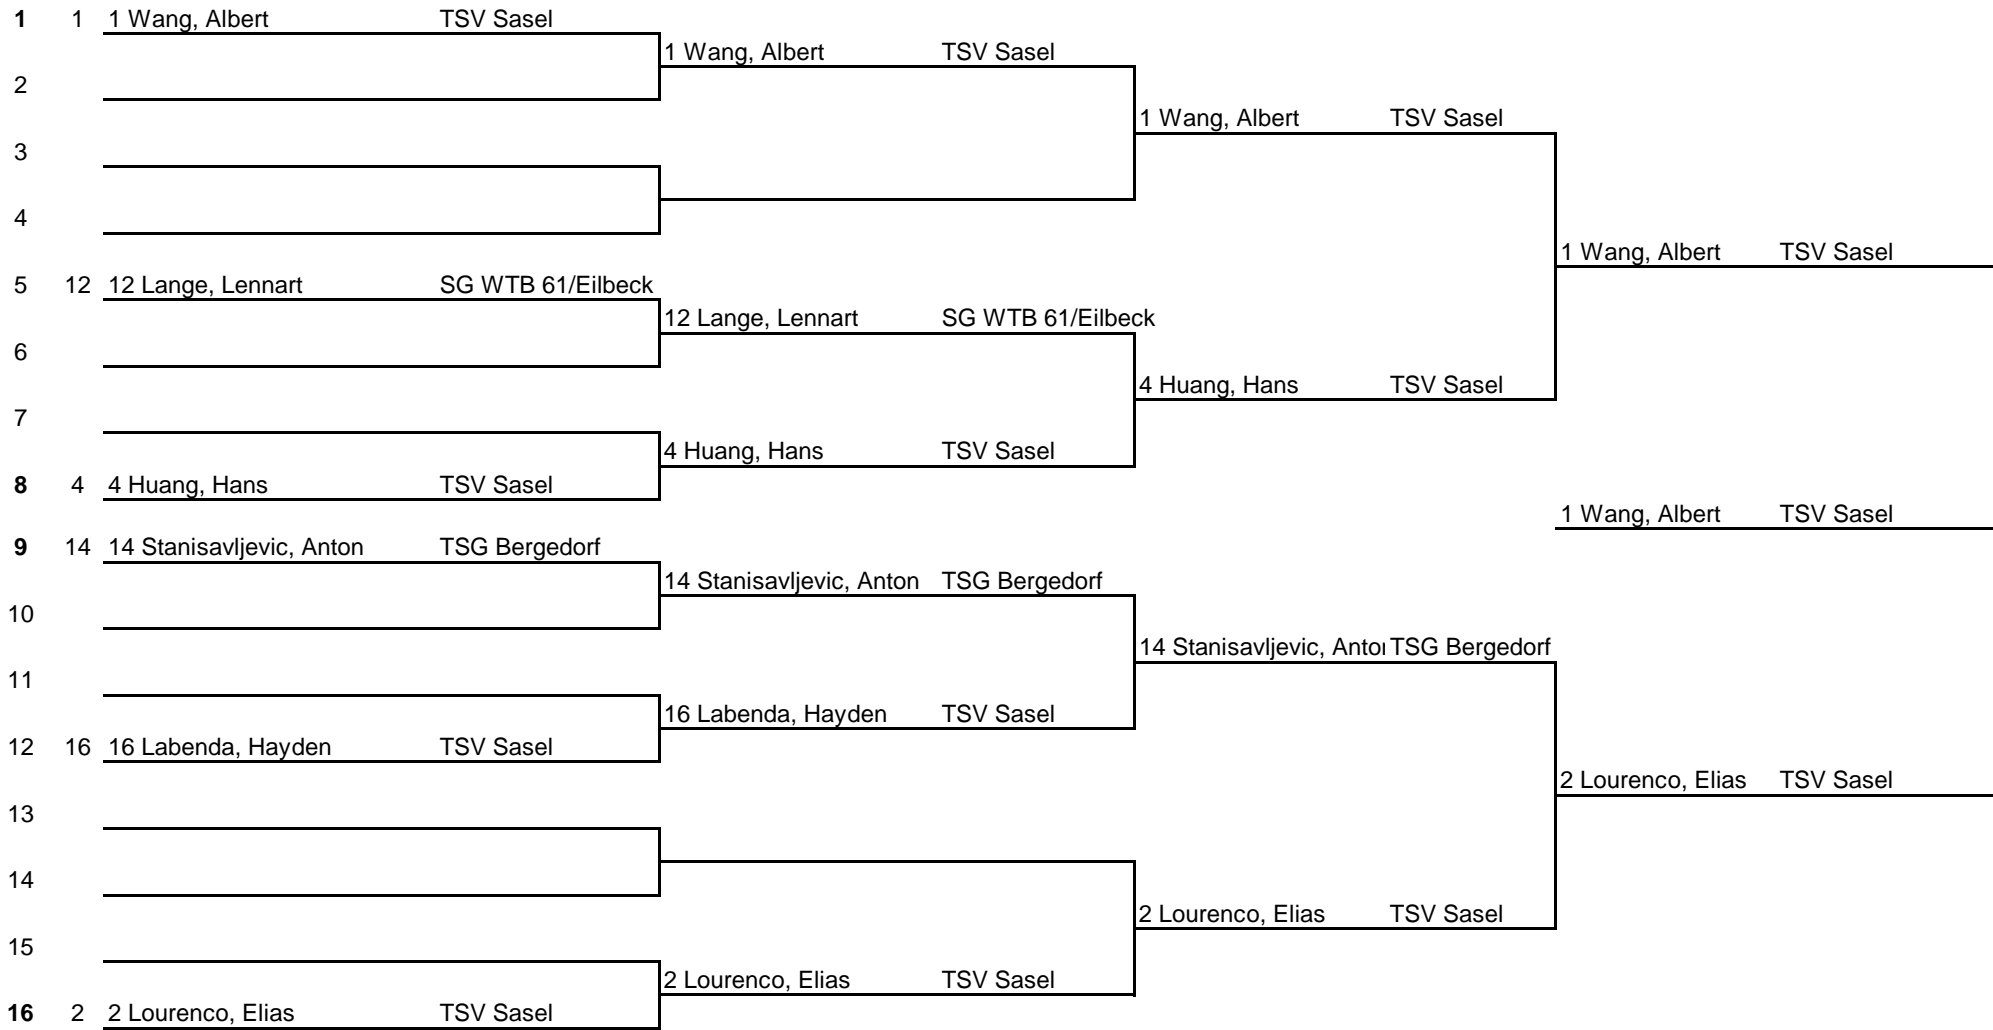 1 1 1 Wang, Albert TSV Sasel
1 Wang, Albert TSV Sasel
2
1 Wang, Albert TSV Sasel
3
4
1 Wang, Albert TSV Sasel
5 12 12 Lange, Lennart SG WTB 61/Eilbeck
12 Lange, Lennart SG WTB 61/Eilbeck
6
4 Huang, Hans TSV Sasel
7
4 Huang, Hans TSV Sasel
8 4 4 Huang, Hans TSV Sasel
1 Wang, Albert TSV Sasel
9 14 14 Stanisavljevic, Anton TSG Bergedorf
14 Stanisavljevic, Anton TSG Bergedorf
10
14 Stanisavljevic, Anton TSG Bergedorf
11
16 Labenda, Hayden TSV Sasel
12 16 16 Labenda, Hayden TSV Sasel
2 Lourenco, Elias TSV Sasel
13
14
2 Lourenco, Elias TSV Sasel
15
2 Lourenco, Elias TSV Sasel
16 2 2 Lourenco, Elias TSV Sasel